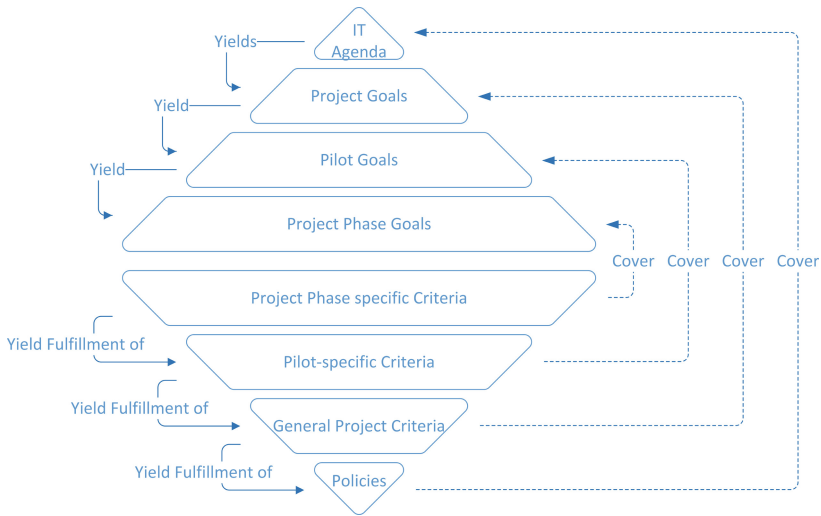 IT
Agenda
Yields
Project Goals
Yield
Pilot Goals
Yield
Project Phase Goals
Cover Cover Cover Cover
Project Phase specific Criteria
Yield Fulfillment of
Pilot-specific Criteria
Yield Fulfillment of
General Project Criteria
Yield Fulfillment of
Policies